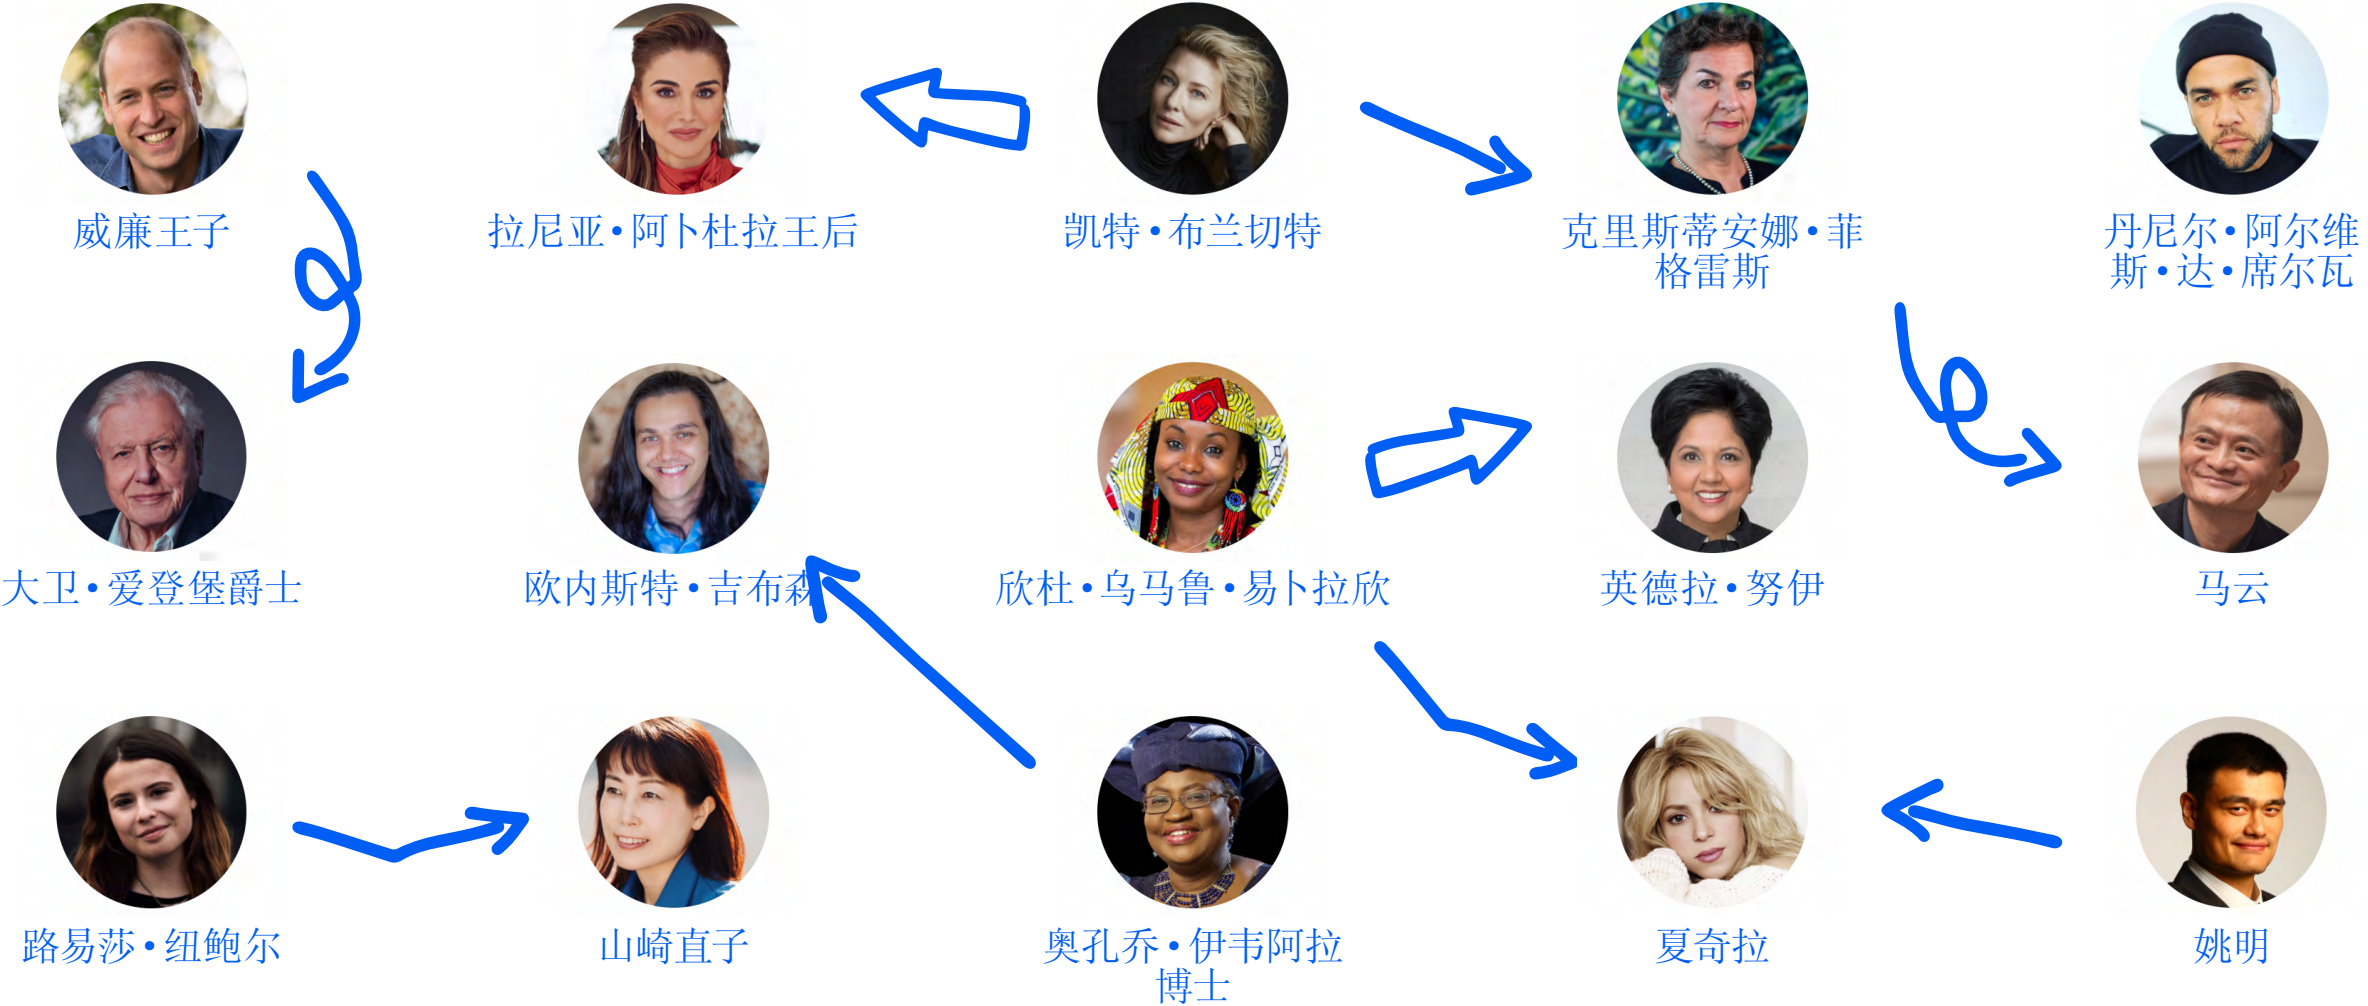 威廉王子
拉尼亚•阿卜杜拉王后
凯特•布兰切特
克里斯蒂安娜•菲
格雷斯
丹尼尔•阿尔维
斯•达•席尔瓦
大卫•爱登堡爵士
欧内斯特•吉布森
欣杜•乌马鲁•易卜拉欣
英德拉•努伊
马云
路易莎•纽鲍尔
山崎直子
奥孔乔•伊韦阿拉
博士
夏奇拉
姚明